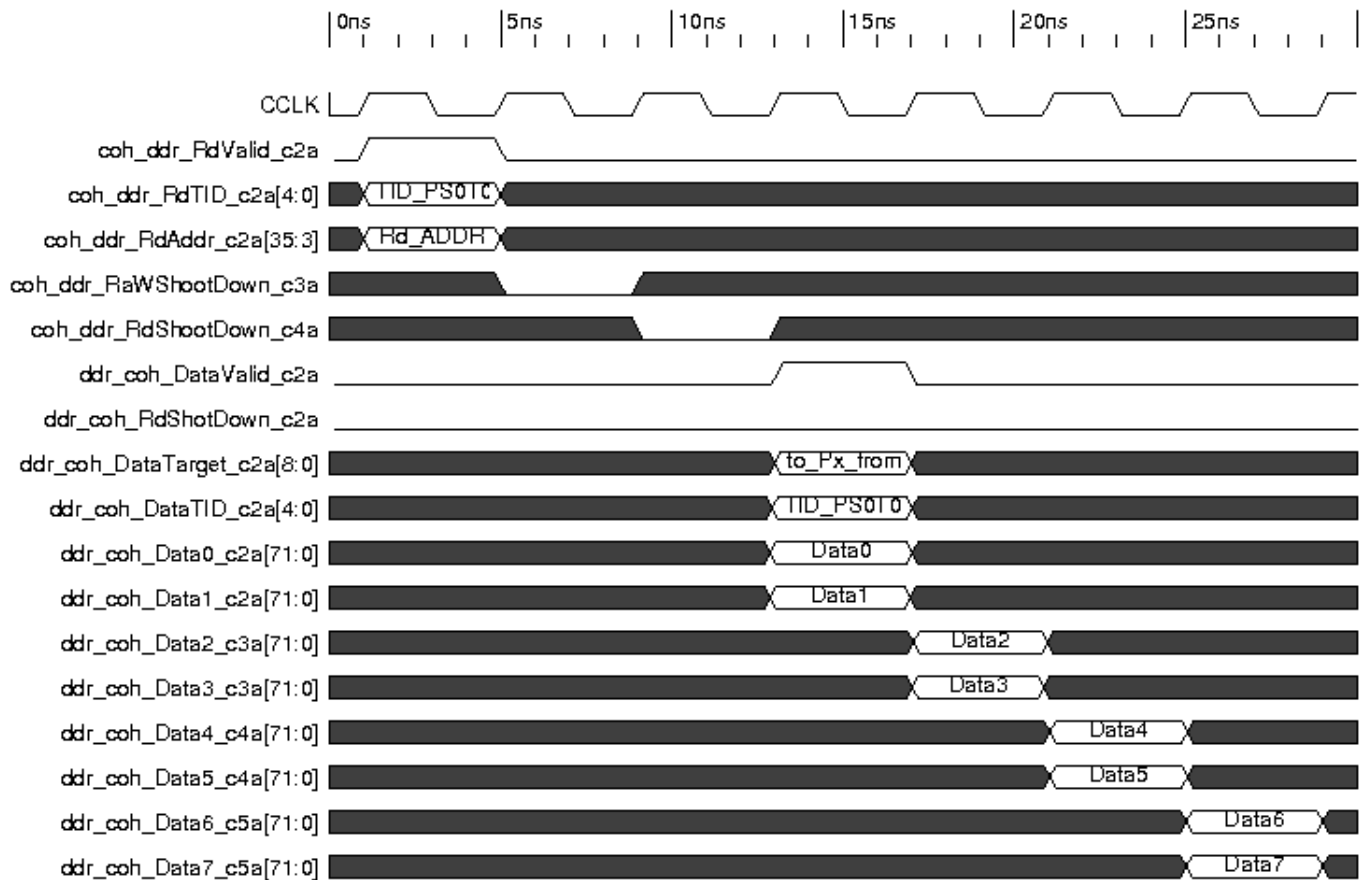 0ns 5ns 10ns 15ns 20ns 25ns
CCLK
coh_ddr_RdValid_c2a
coh_ddr_RdTID_c2a[4:0] TID_PS0T0
coh_ddr_RdAddr_c2a[35:3] Rd_ADDR
coh_ddr_RaWShootDown_c3a
coh_ddr_RdShootDown_c4a
ddr_coh_DataValid_c2a
ddr_coh_RdShotDown_c2a
ddr_coh_DataTarget_c2a[8:0] to_Px_from
ddr_coh_DataTID_c2a[4:0] TID_PS0T0
ddr_coh_Data0_c2a[71:0] Data0
ddr_coh_Data1_c2a[71:0] Data1
ddr_coh_Data2_c3a[71:0] Data2
ddr_coh_Data3_c3a[71:0] Data3
ddr_coh_Data4_c4a[71:0] Data4
ddr_coh_Data5_c4a[71:0] Data5
ddr_coh_Data6_c5a[71:0] Data6
ddr_coh_Data7_c5a[71:0] Data7